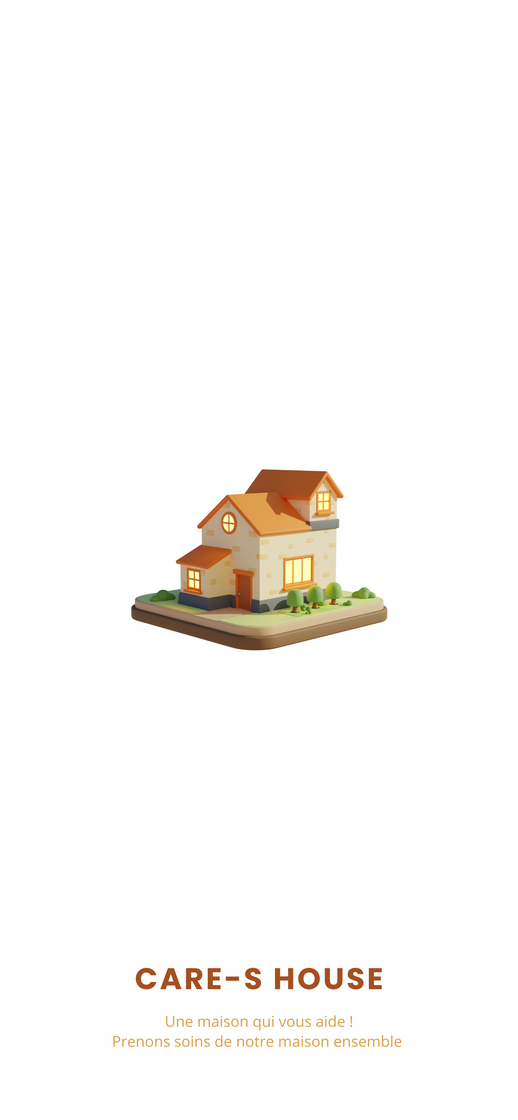 CARE-S HOUSE
Une maison qui vous aide !
Prenons soins de notre maison ensemble